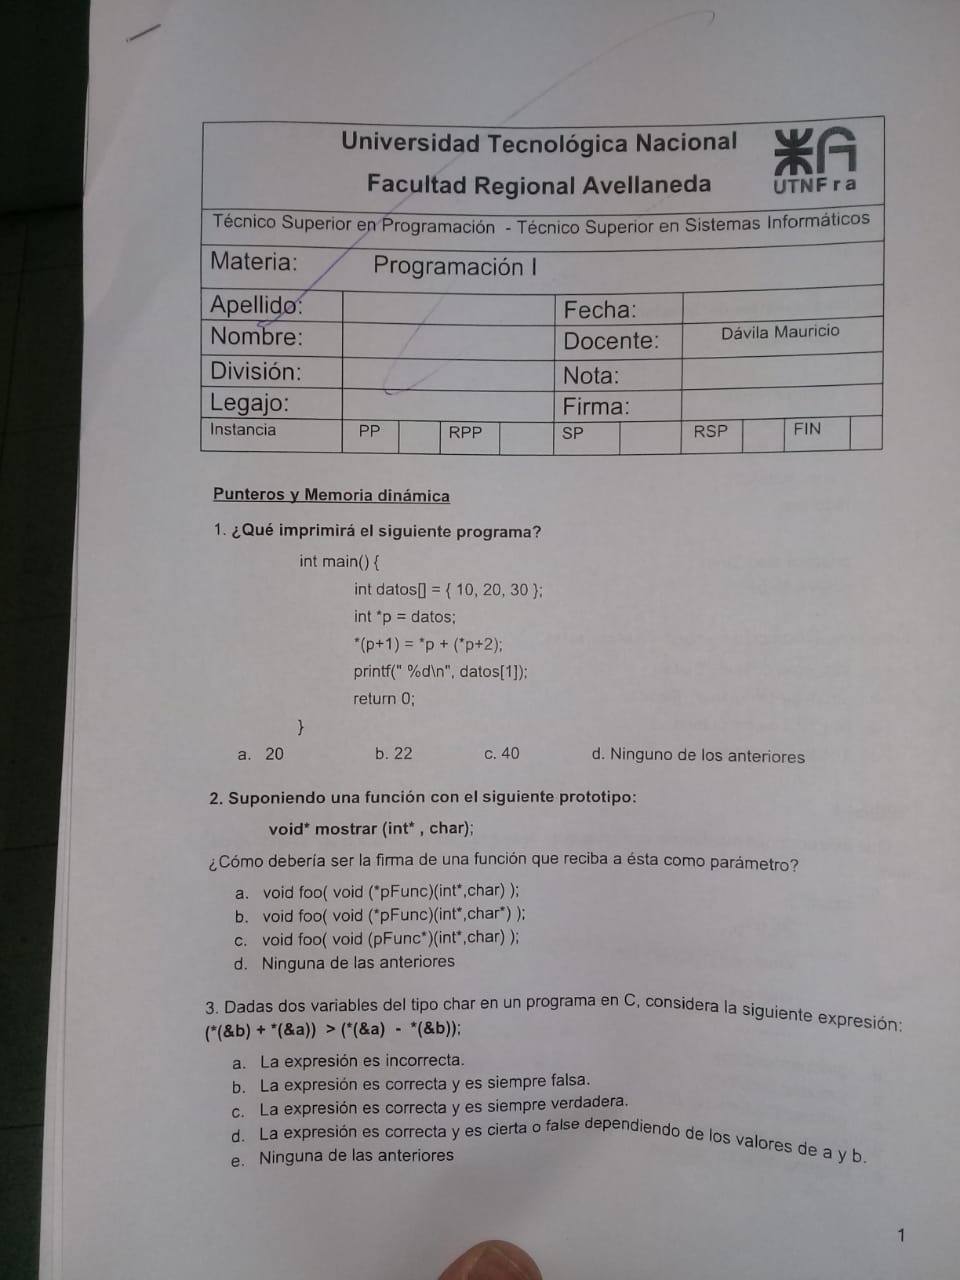 Universidad Tecnológica Nacional
Facultad Regional Avellaneda
UTNFra
Técnico Superior en Programación - Técnico Superior en Sistemas Informáticos
Materia: Programación I
Apellido: Fecha:
Nombre: Docente: Dávila Mauricio
División: Nota:
Legajo: Firma:
Instancia PP RPP SP RSP FIN
Punteros y Memoria dinámica
1. ¿Qué imprimirá el siguiente programa?
int main() {
int datos[] = { 10, 20, 30 };
int *p = datos;
*(p+1) = *p + (*p+2);
printf(" %d\n", datos[1]);
return 0;
}
a. 20 b. 22 c. 40 d. Ninguno de los anteriores
2. Suponiendo una función con el siguiente prototipo:
void* mostrar (int* , char);
¿Cómo debería ser la firma de una función que reciba a ésta como parámetro?
a. void foo( void (*pFunc)(int*,char) );
b. void foo( void (*pFunc)(int*,char*) );
c. void foo( void (pFunc*)(int*,char) );
d. Ninguna de las anteriores
3. Dadas dos variables del tipo char en un programa en C, considera la siguiente expresión:
(*(&b) + *(&a)) > (*(&a) - *(&b));
a. La expresión es incorrecta.
b. La expresión es correcta y es siempre falsa.
c. La expresión es correcta y es siempre verdadera.
d. La expresión es correcta y es cierta o false dependiendo de los valores de a y b.
e. Ninguna de las anteriores
1